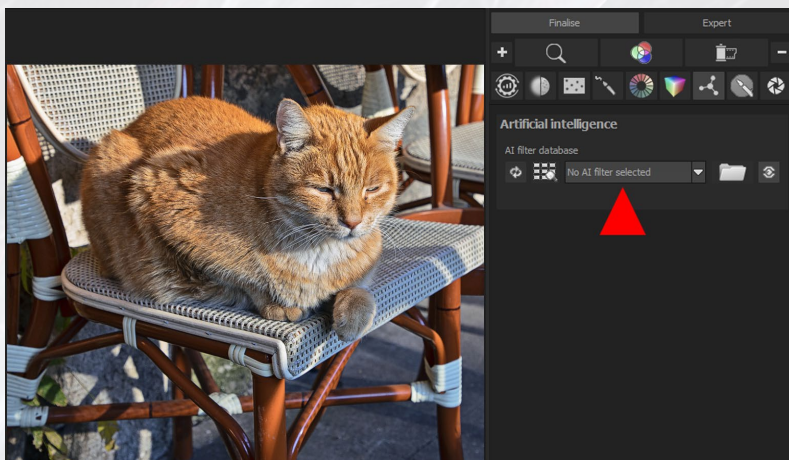 Finalise Expert
Artificial intelligence
AI filter database
No AI filter selected